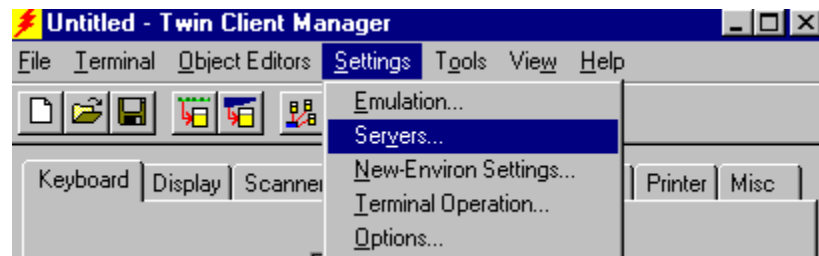 Untitled - Twin Client Manager
File Terminal Object Editors Settings Tools View Help
Emulation...
Servers...
New-Environ Settings...
Terminal Operation...
Options...
Keyboard Display Scanner Printer Misc